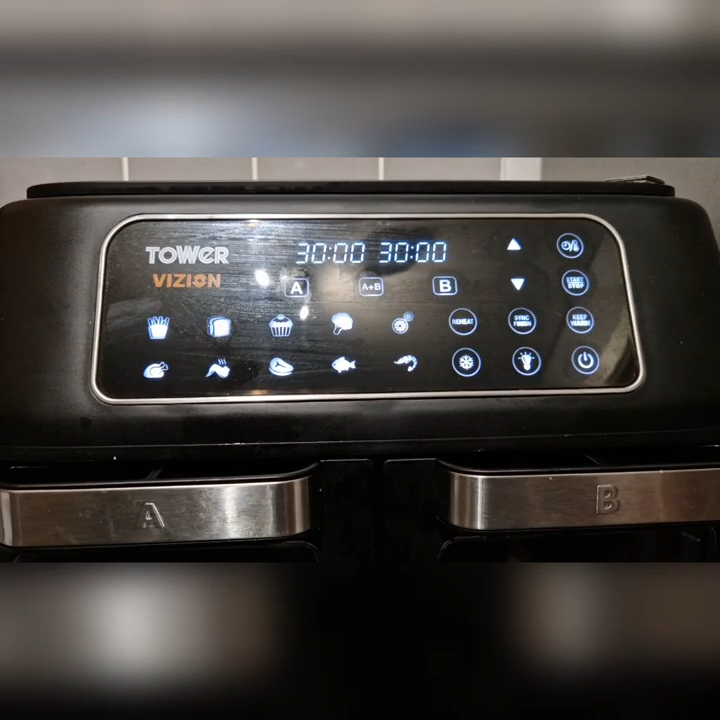 TOWER
VIZION
30:00 30:00
A A+B B
START STOP
REHEAT SYNC FINISH KEEP WARM
A B